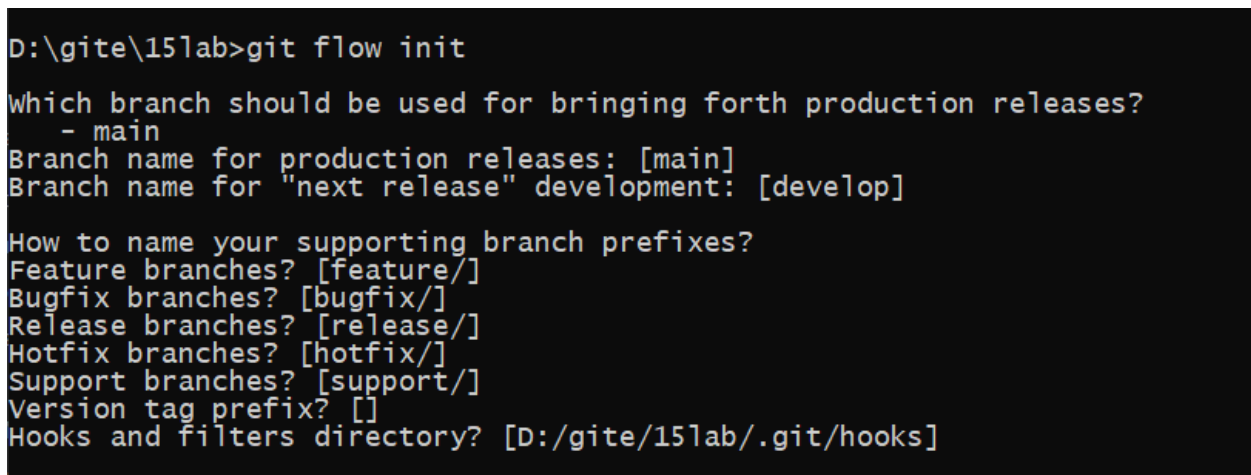 D:\gite\15lab>git flow init
Which branch should be used for bringing forth production releases?
- main
Branch name for production releases: [main]
Branch name for "next release" development: [develop]
How to name your supporting branch prefixes?
Feature branches? [feature/]
Bugfix branches? [bugfix/]
Release branches? [release/]
Hotfix branches? [hotfix/]
Support branches? [support/]
Version tag prefix? []
Hooks and filters directory? [D:/gite/15lab/.git/hooks]